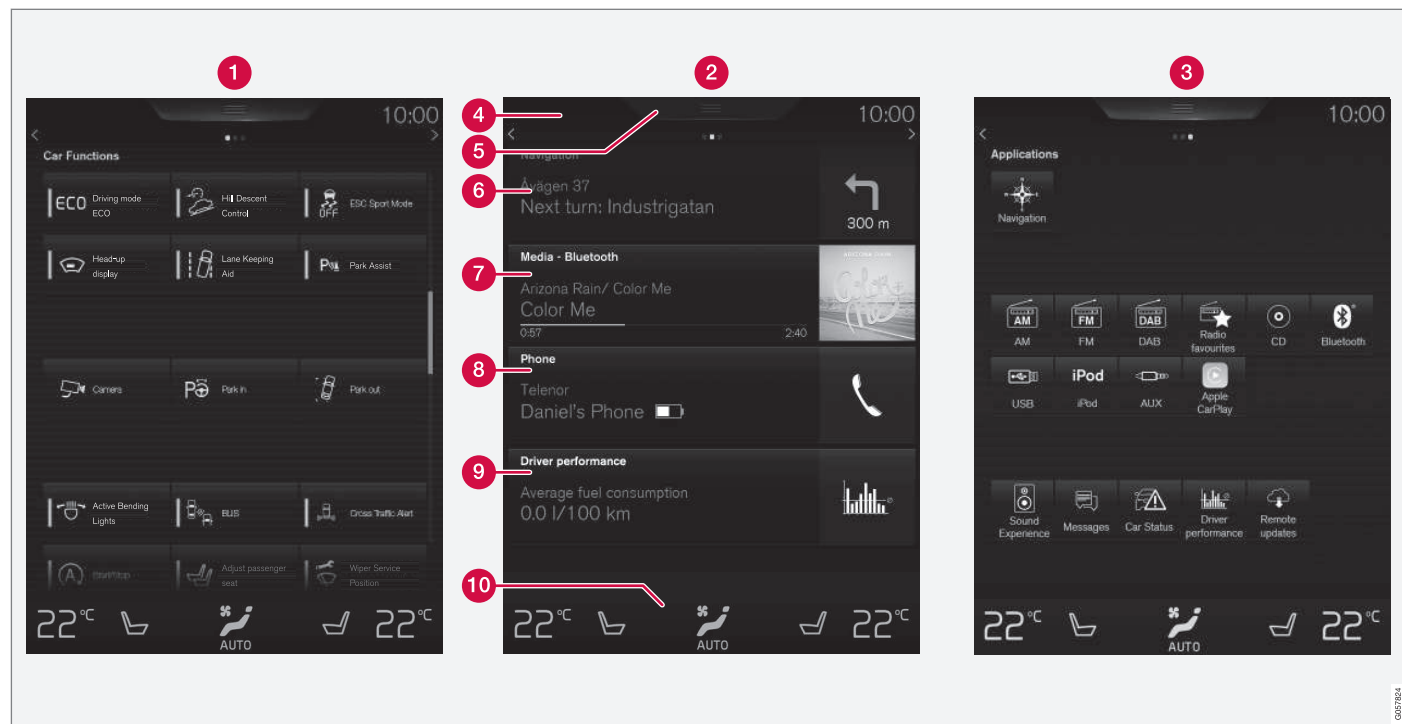 1
2
3
10:00
Car Functions
ECO Driving mode ECO
Hill Descent Control
OFF ESC Sport Mode
Head-up display
Lane Keeping Aid
Park Assist
Camera
Park in
Park out
Active Bending Lights
BLIS
Cross Traffic Alert
Start/Stop
Adjust passenger seat
Wiper Service Position
22°C
AUTO
22°C
4
10:00
5
Navigation
6
Åvägen 37
Next turn: Industrigatan
300 m
Media - Bluetooth
7
Arizona Rain/ Color Me
Color Me
0:57
2:40
Color Me
Phone
8
Telenor
Daniel's Phone
Driver performance
9
Average fuel consumption
0.0 l/100 km
10
22°C
AUTO
22°C
10:00
Applications
Navigation
AM
AM
FM
FM
DAB
DAB
Radio favourites
CD
Bluetooth
USB
iPod
iPod
AUX
Apple CarPlay
Sound Experience
Messages
Car Status
Driver performance
Remote updates
22°C
AUTO
22°C
G057824